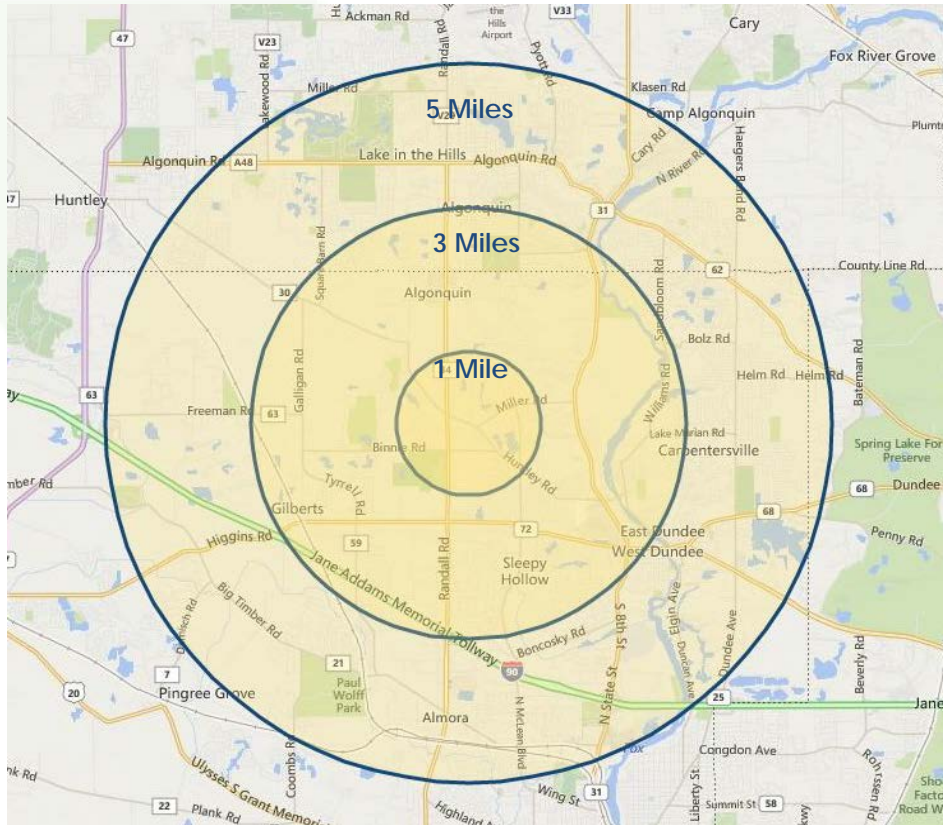 Ackman Rd
the
Hills
Airport
V33
Cary
47
V23
Randall Rd
Pyott Rd
Fox River Grove
Lakewood Rd
Miller Rd
Klasen Rd
5 Miles
Camp Algonquin
Cary Rd
Haegers Bend Rd
Algonquin Rd
A48
Lake in the Hills
Algonquin Rd
N River Rd
Huntley
31
Algonquin
3 Miles
Square Barn Rd
62
County Line Rd
30
Algonquin
Sandbloom Rd
Bolz Rd
Galligan Rd
1 Mile
Bateman Rd
Helm Rd
Helm Rd
63
Miller Rd
Williams Rd
Freeman Rd
63
Lake Marian Rd
Binnie Rd
Carpentersville
Spring Lake For
Preserve
Huntley Rd
Tyrrell Rd
68
Dundee
Gilberts
72
68
East Dundee
West Dundee
Penny Rd
Higgins Rd
59
Jane Addams Memorial Tollway
Randall Rd
Sleepy
Hollow
Big Timber Rd
S 8th St
Elgin Ave
Duncan Ave
Dundee Ave
Boncosky Rd
21
7
90
Beverly Rd
20
Pingree Grove
Paul
Wolff
Park
N State St
25
Jane
Almora
N McLean Blvd
Fox
Congdon Ave
Coombs Rd
Ulysses S Grant Memorial
Wing St
31
Liberty St
22
Plank Rd
Highland
Summit St
58